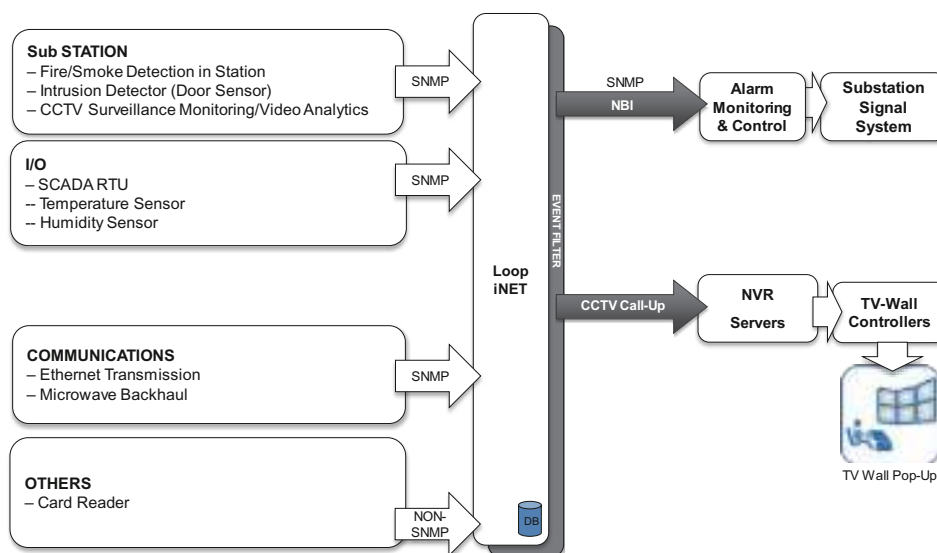 Sub STATION
– Fire/Smoke Detection in Station
– Intrusion Detector (Door Sensor)
– CCTV Surveillance Monitoring/Video Analytics
SNMP
I/O
– SCADA RTU
-- Temperature Sensor
-- Humidity Sensor
SNMP
COMMUNICATIONS
– Ethernet Transmission
– Microwave Backhaul
SNMP
OTHERS
– Card Reader
NON-
SNMP
Loop
iNET
DB
EVENT FILTER
SNMP
NBI
Alarm
Monitoring
& Control
Substation
Signal
System
CCTV Call-Up
NVR
Servers
TV-Wall
Controllers
TV Wall Pop-Up